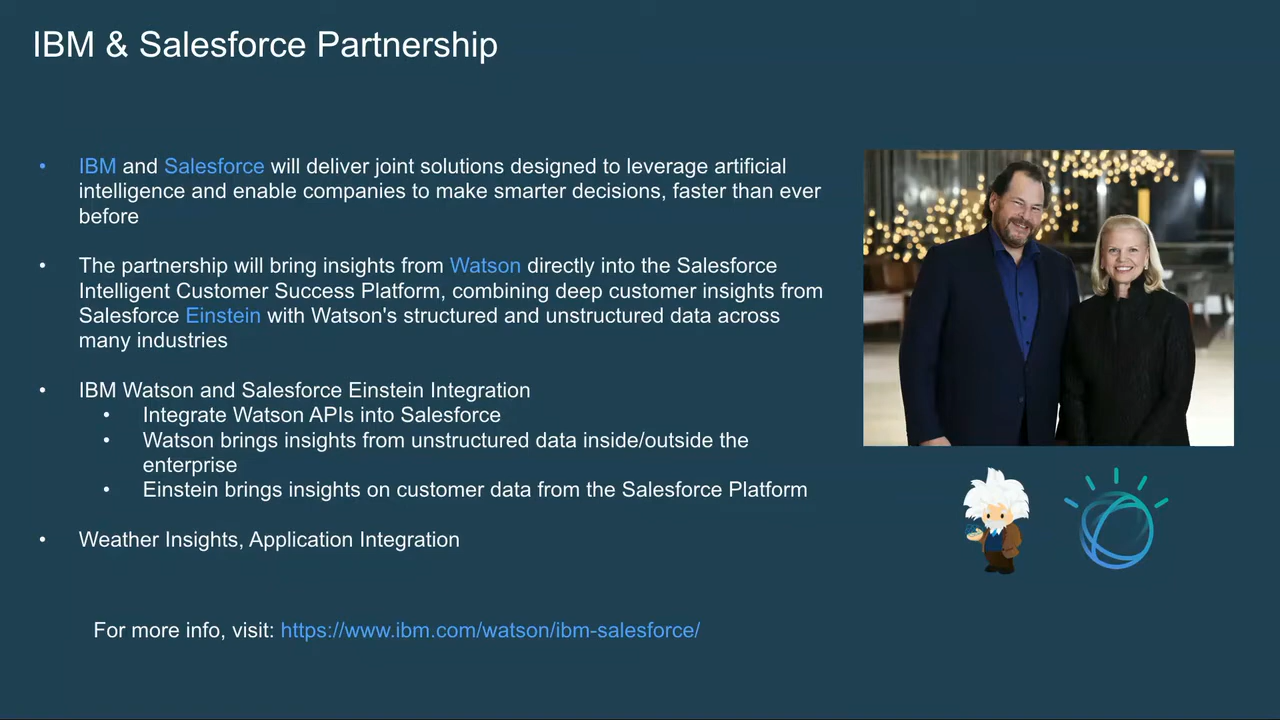 IBM & Salesforce Partnership
• IBM and Salesforce will deliver joint solutions designed to leverage artificial
intelligence and enable companies to make smarter decisions, faster than ever
before
• The partnership will bring insights from Watson directly into the Salesforce
Intelligent Customer Success Platform, combining deep customer insights from
Salesforce Einstein with Watson's structured and unstructured data across
many industries
• IBM Watson and Salesforce Einstein Integration
• Integrate Watson APIs into Salesforce
• Watson brings insights from unstructured data inside/outside the
enterprise
• Einstein brings insights on customer data from the Salesforce Platform
• Weather Insights, Application Integration
For more info, visit: https://www.ibm.com/watson/ibm-salesforce/